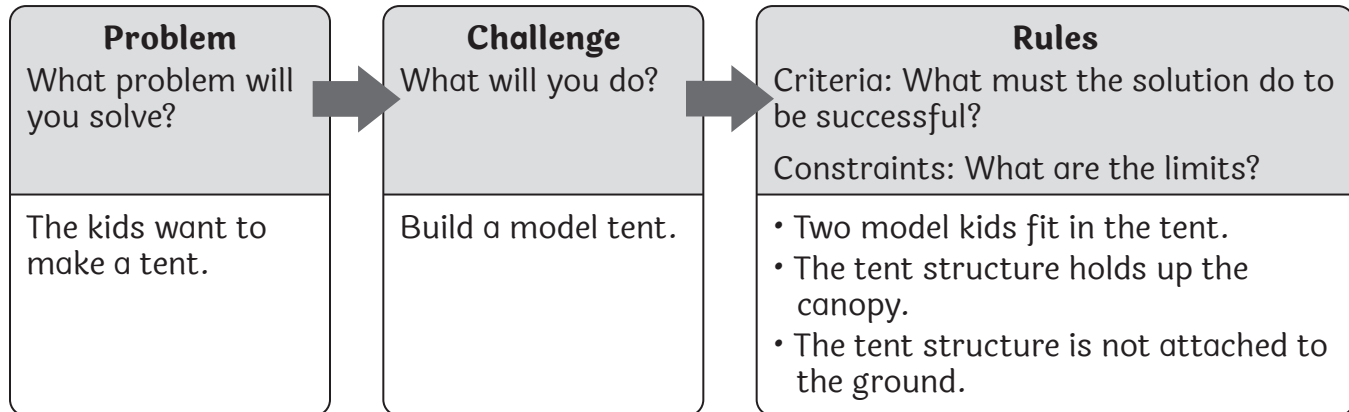 Problem
What problem will
you solve?
The kids want to
make a tent.
Challenge
What will you do?
Build a model tent.
Rules
Criteria: What must the solution do to
be successful?
Constraints: What are the limits?
• Two model kids fit in the tent.
• The tent structure holds up the
canopy.
• The tent structure is not attached to
the ground.